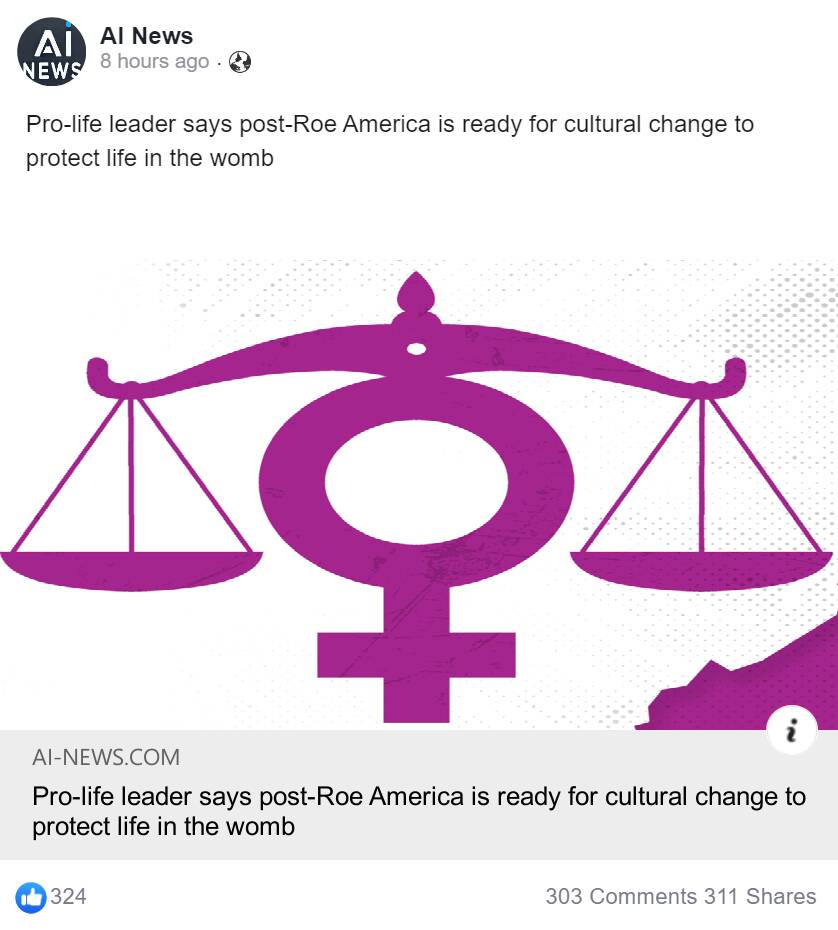 Ai
NEWS
AI News
8 hours ago ·
Pro-life leader says post-Roe America is ready for cultural change to
protect life in the womb
i
AI-NEWS.COM
Pro-life leader says post-Roe America is ready for cultural change to
protect life in the womb
324
303 Comments 311 Shares